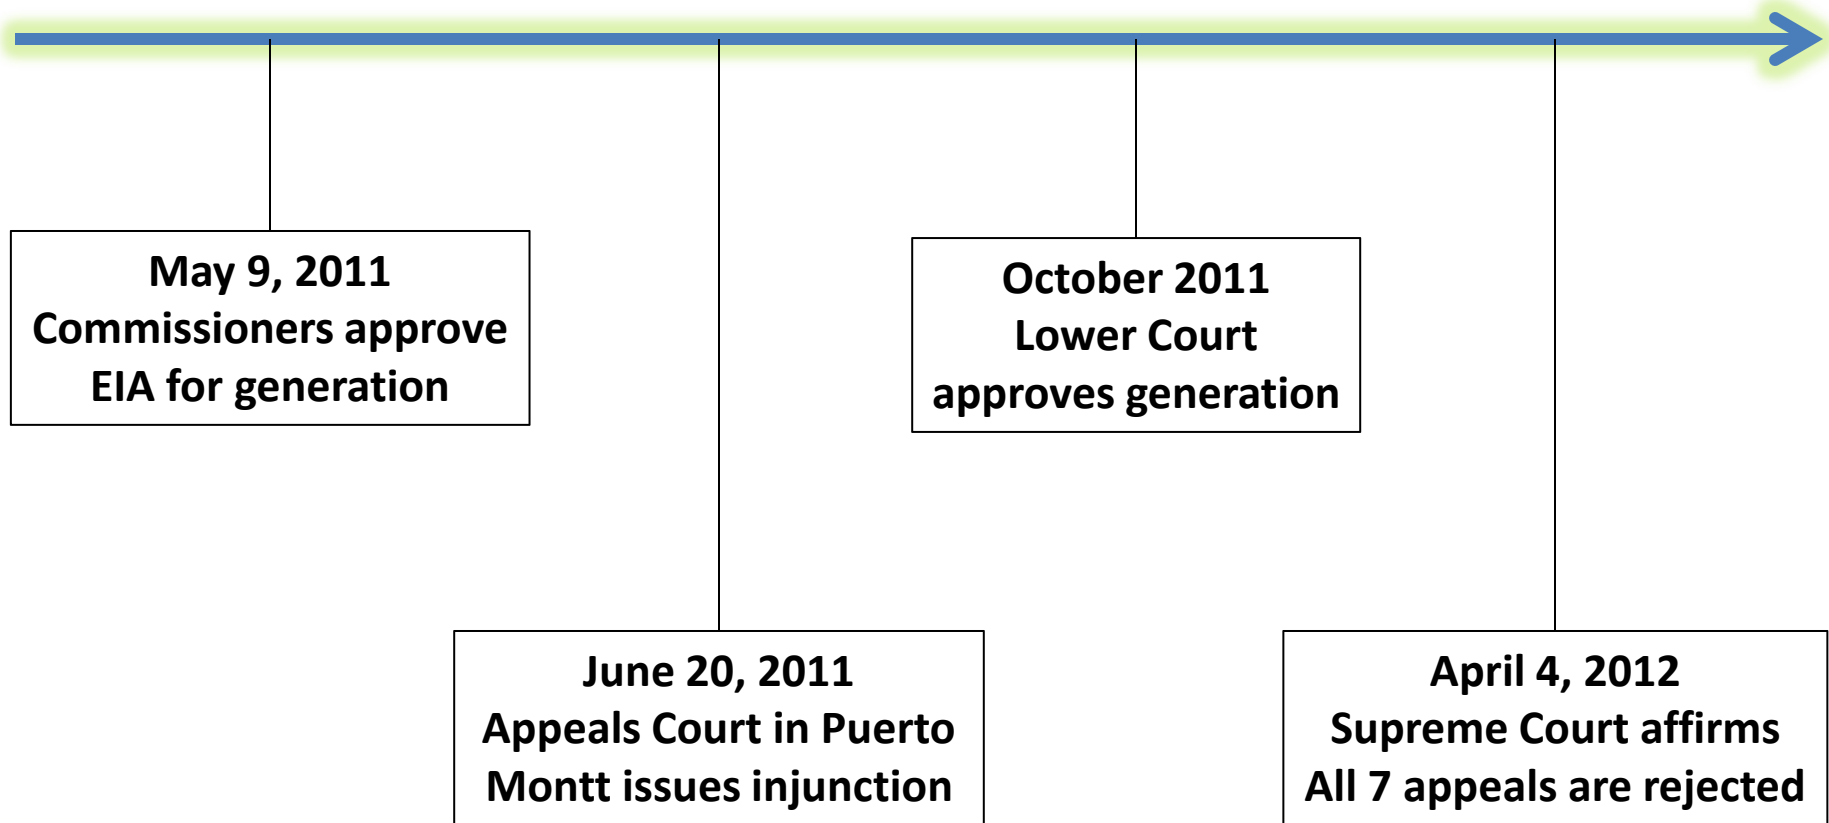 May 9, 2011
Commissioners approve
EIA for generation
June 20, 2011
Appeals Court in Puerto
Montt issues injunction
October 2011
Lower Court
approves generation
April 4, 2012
Supreme Court affirms
All 7 appeals are rejected